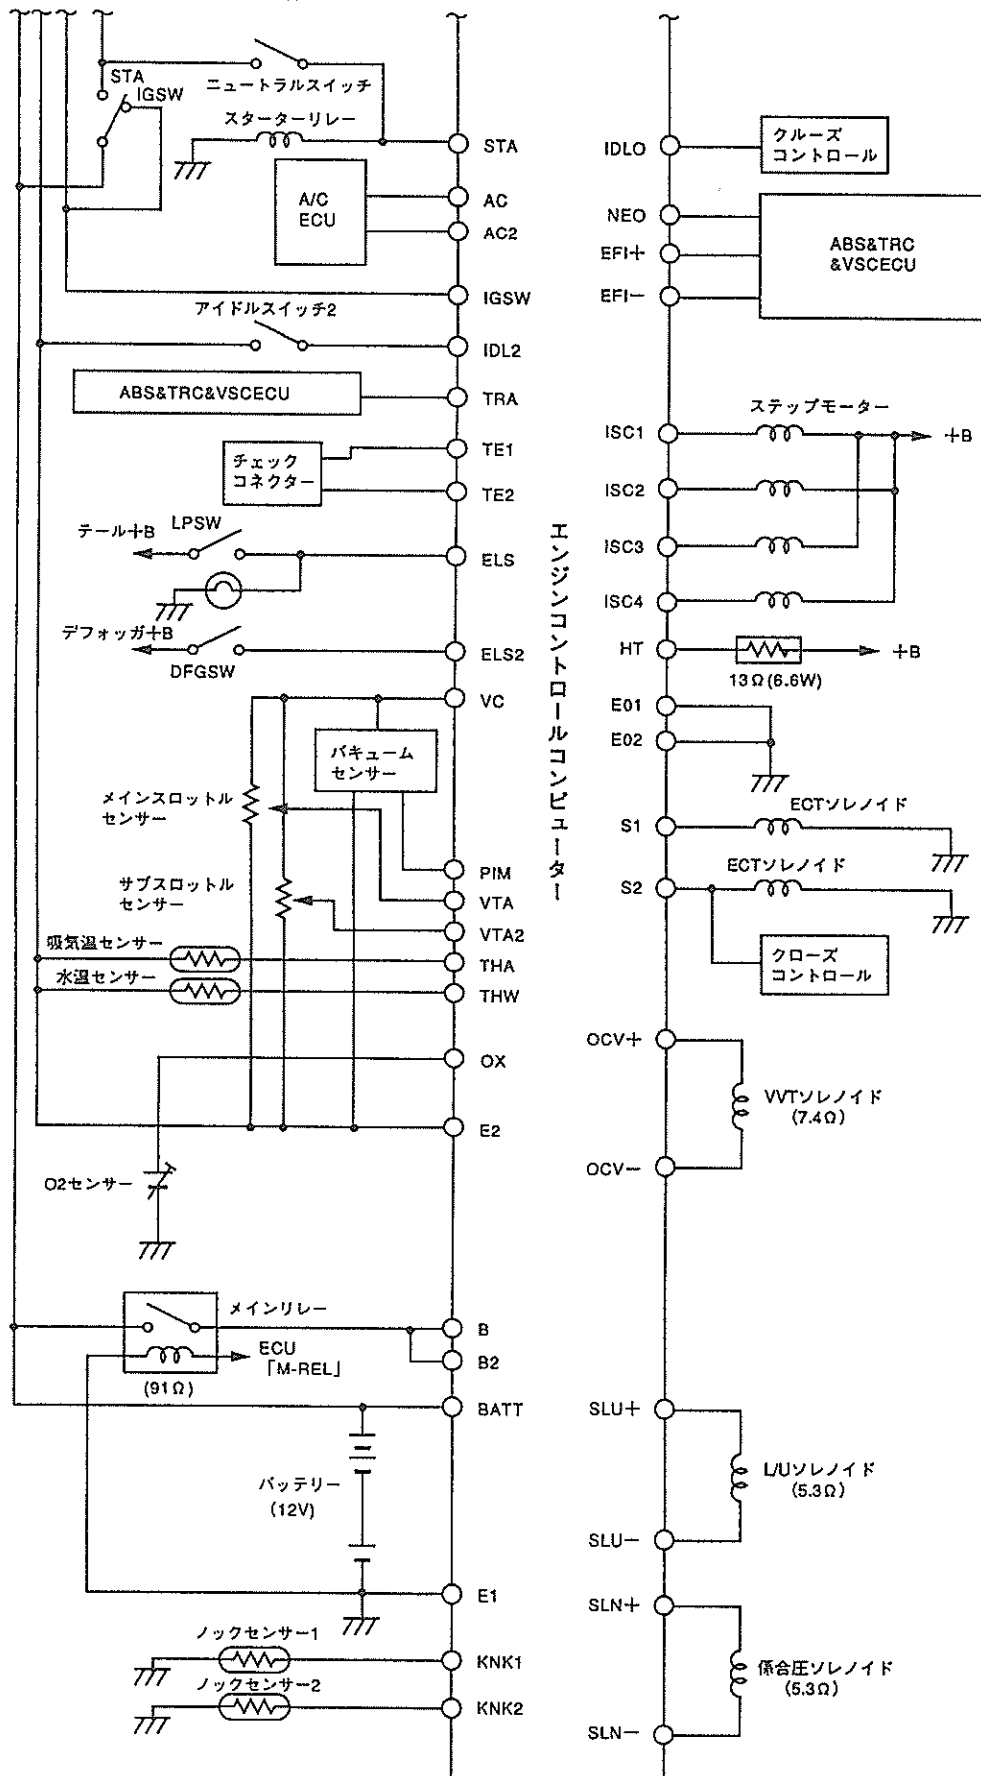 STA
IGSW
ニュートラルスイッチ
スターターリレー
STA
A/C
ECU
AC
AC2
IGSW
アイドルスイッチ2
IDL2
ABS&TRC&VSCECU
TRA
チェック
コネクター
TE1
TE2
テール+B
LPSW
ELS
デフォッガ+B
DFGSW
ELS2
VC
バキューム
センサー
メインスロットル
センサー
PIM
サブスロットル
センサー
VTA
VTA2
吸気温センサー
THA
水温センサー
THW
OX
E2
O2センサー
メインリレー
B
ECU
「M-REL」
B2
(91Ω)
BATT
バッテリー
(12V)
E1
ノックセンサー1
KNK1
ノックセンサー2
KNK2
エンジンコントロールコンピューター
IDLO
クルーズ
コントロール
NEO
EFI+
EFI−
ABS&TRC
&VSCECU
ステップモーター
ISC1
+B
ISC2
ISC3
ISC4
HT
+B
13Ω(6.6W)
E01
E02
ECTソレノイド
S1
ECTソレノイド
S2
クローズ
コントロール
OCV+
VVTソレノイド
(7.4Ω)
OCV−
SLU+
L/Uソレノイド
(5.3Ω)
SLU−
SLN+
係合圧ソレノイド
(5.3Ω)
SLN−